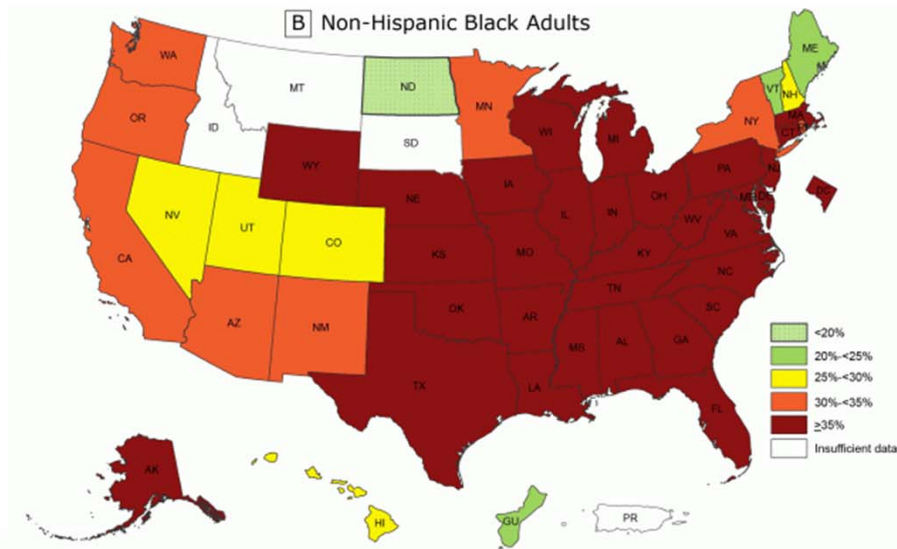 B Non-Hispanic Black Adults
WA
OR
CA
NV
ID
MT
WY
UT
CO
AZ
NM
ND
SD
NE
KS
OK
TX
MN
IA
MO
AR
LA
WI
IL
MI
IN
OH
KY
TN
MS
AL
GA
FL
SC
NC
VA
WV
PA
NY
VT
NH
ME
M
MA
CT
RI
NJ
DE
MD
DC
AK
HI
GU
PR
<20%
20%-<25%
25%-<30%
30%-<35%
≥35%
Insufficient data